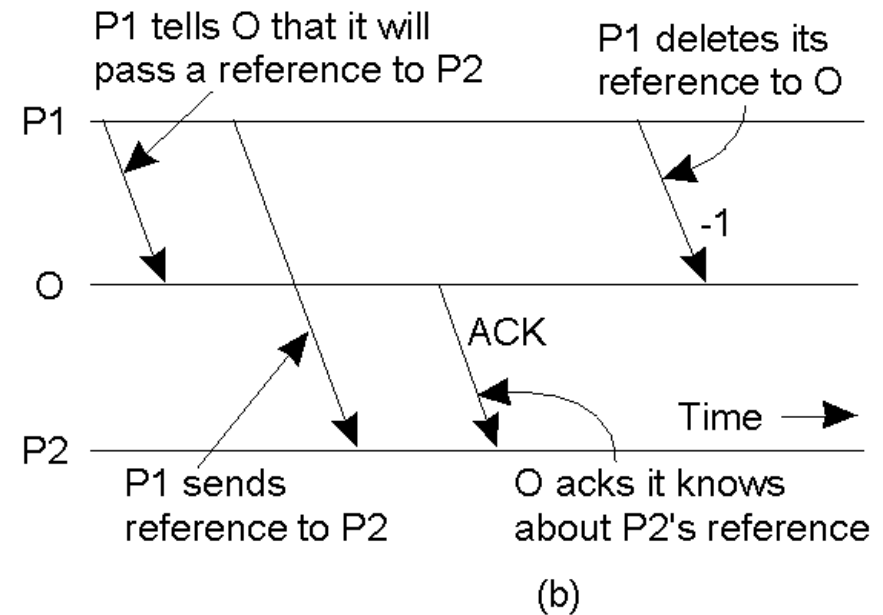 P1 tells O that it will
pass a reference to P2
P1 deletes its
reference to O
P1
-1
O
ACK
Time
P2
P1 sends
reference to P2
O acks it knows
about P2's reference
(b)